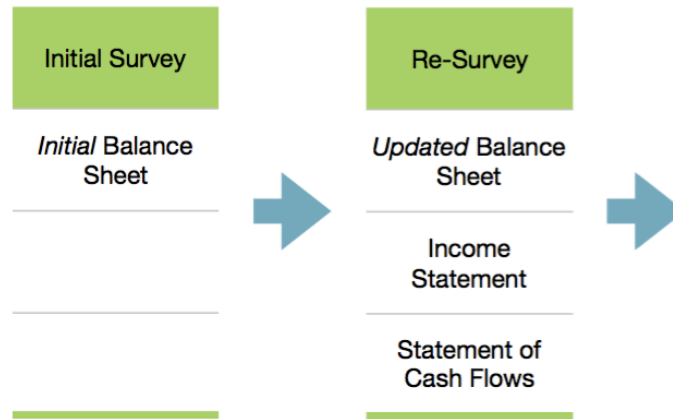 Initial Survey
Initial Balance
Sheet
Re-Survey
Updated Balance
Sheet
Income
Statement
Statement of
Cash Flows